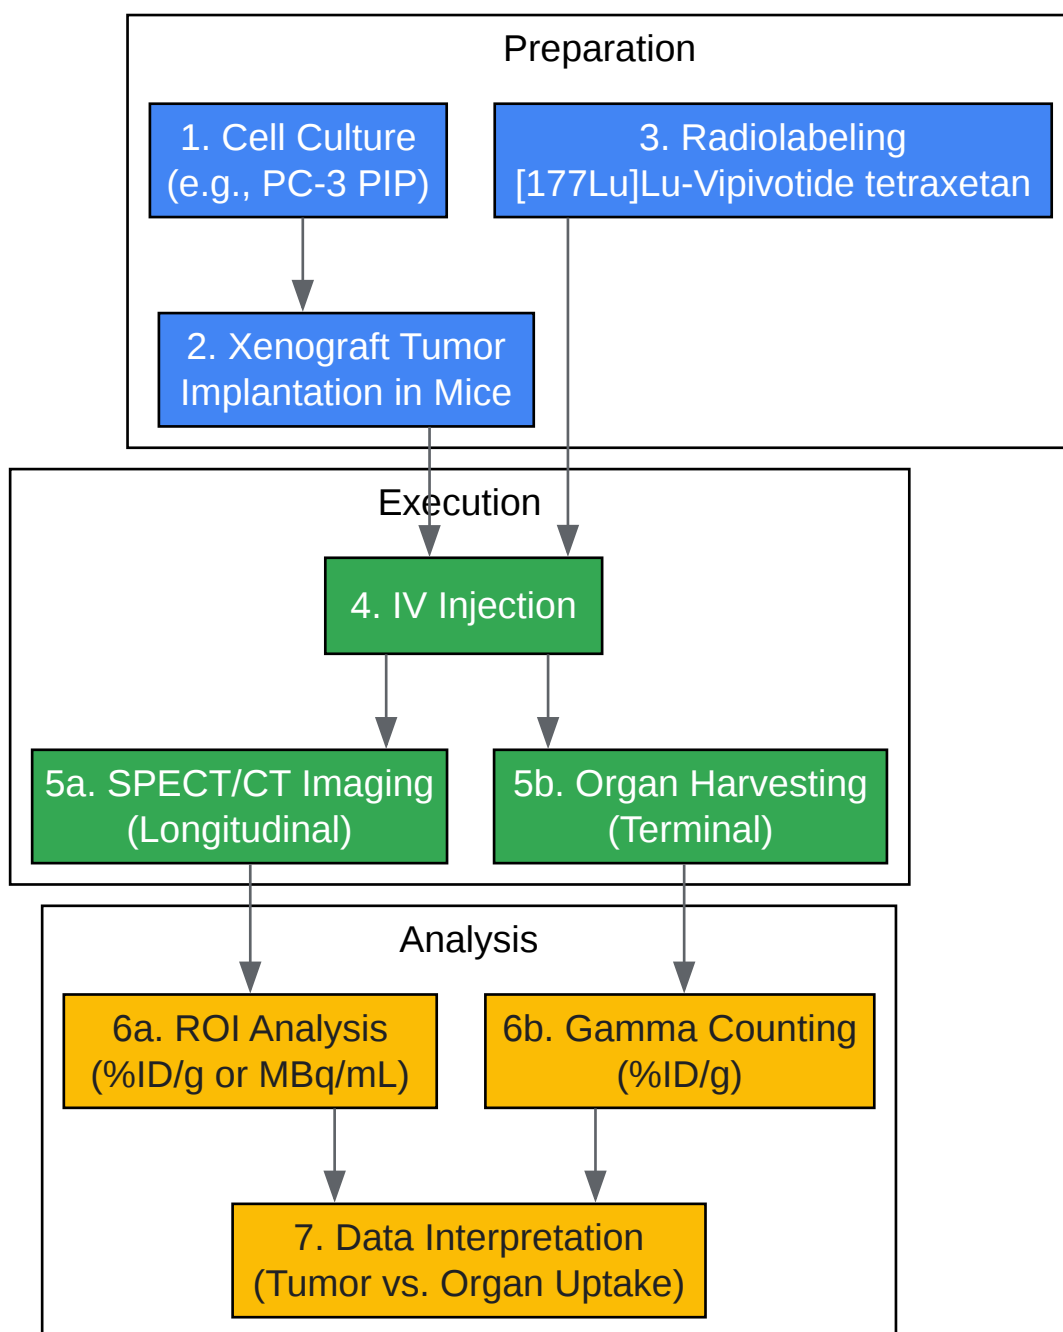 Preparation
1. Cell Culture
(e.g., PC-3 PIP)
3. Radiolabeling
[177Lu]Lu-Vipivotide tetraxetan
2. Xenograft Tumor
Implantation in Mice
Execution
4. IV Injection
5a. SPECT/CT Imaging
(Longitudinal)
5b. Organ Harvesting
(Terminal)
Analysis
6a. ROI Analysis
(%ID/g or MBq/mL)
6b. Gamma Counting
(%ID/g)
7. Data Interpretation
(Tumor vs. Organ Uptake)